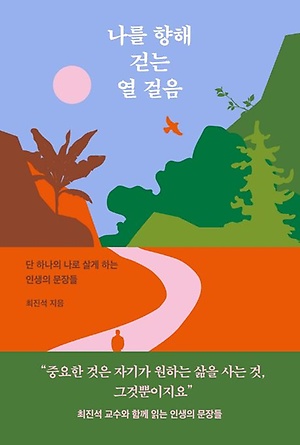 나를 향해
걷는
열 걸음
단 하나의 나로 살게 하는
인생의 문장들
최진석 지음
“중요한 것은 자기가 원하는 삶을 사는 것,
그것뿐이지요”
최진석 교수와 함께 읽는 인생의 문장들